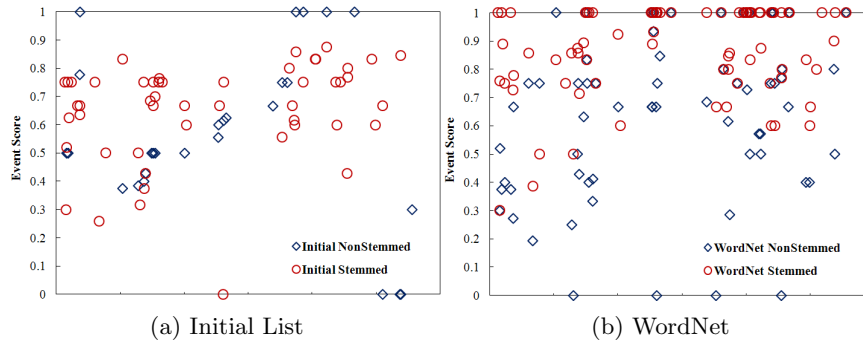 1
0.9
0.8
0.7
0.6
0.5
0.4
0.3
0.2
0.1
0
Event Score
Initial NonStemmed
Initial Stemmed
(a) Initial List
1
0.9
0.8
0.7
0.6
0.5
0.4
0.3
0.2
0.1
0
Event Score
WordNet NonStemmed
WordNet Stemmed
(b) WordNet